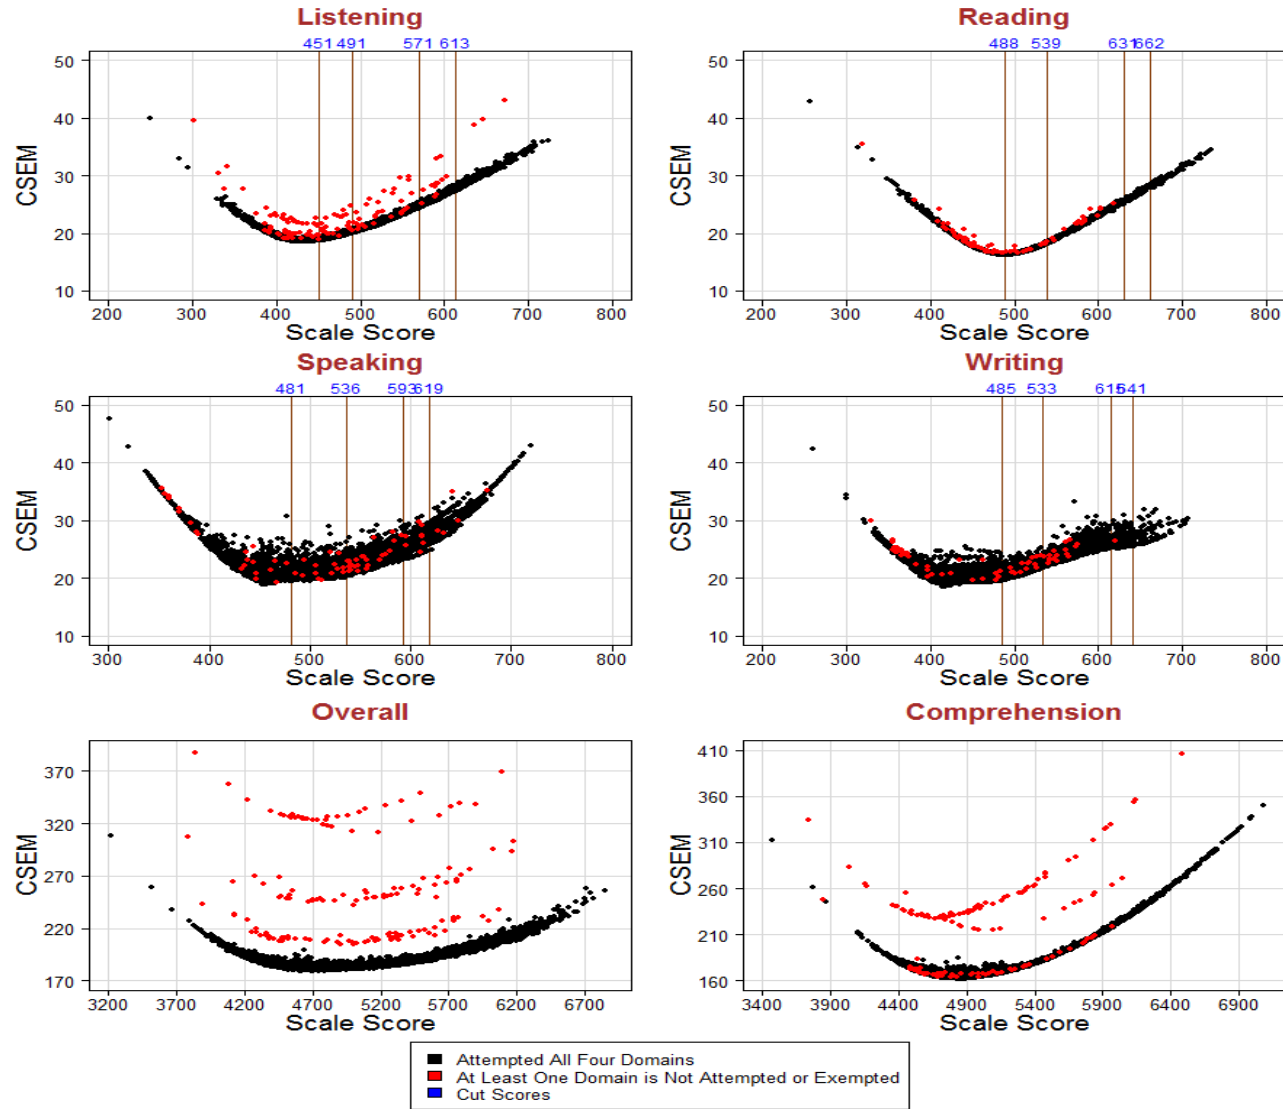 Listening
451 491 571 613
50
40
30
20
10
CSEM
200 300 400 500 600 700 800
Scale Score
Reading
488 539 631 662
50
40
30
20
10
CSEM
200 300 400 500 600 700 800
Scale Score
Speaking
481 536 593 619
50
40
30
20
10
CSEM
300 400 500 600 700 800
Scale Score
Writing
485 533 615 641
50
40
30
20
10
CSEM
200 300 400 500 600 700 800
Scale Score
Overall
370
320
270
220
170
CSEM
3200 3700 4200 4700 5200 5700 6200 6700
Scale Score
Comprehension
410
360
310
260
210
160
CSEM
3400 3900 4400 4900 5400 5900 6400 6900
Scale Score
Attempted All Four Domains
At Least One Domain is Not Attempted or Exempted
Cut Scores